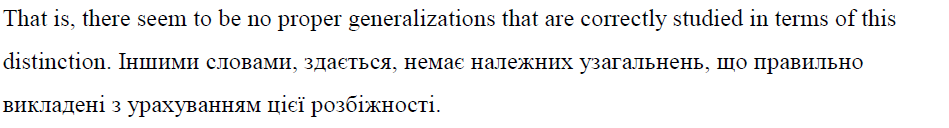 That is, there seem to be no proper generalizations that are correctly studied in terms of this
distinction. Іншими словами, здається, немає належних узагальнень, що правильно
викладені з урахуванням цієї розбіжності.